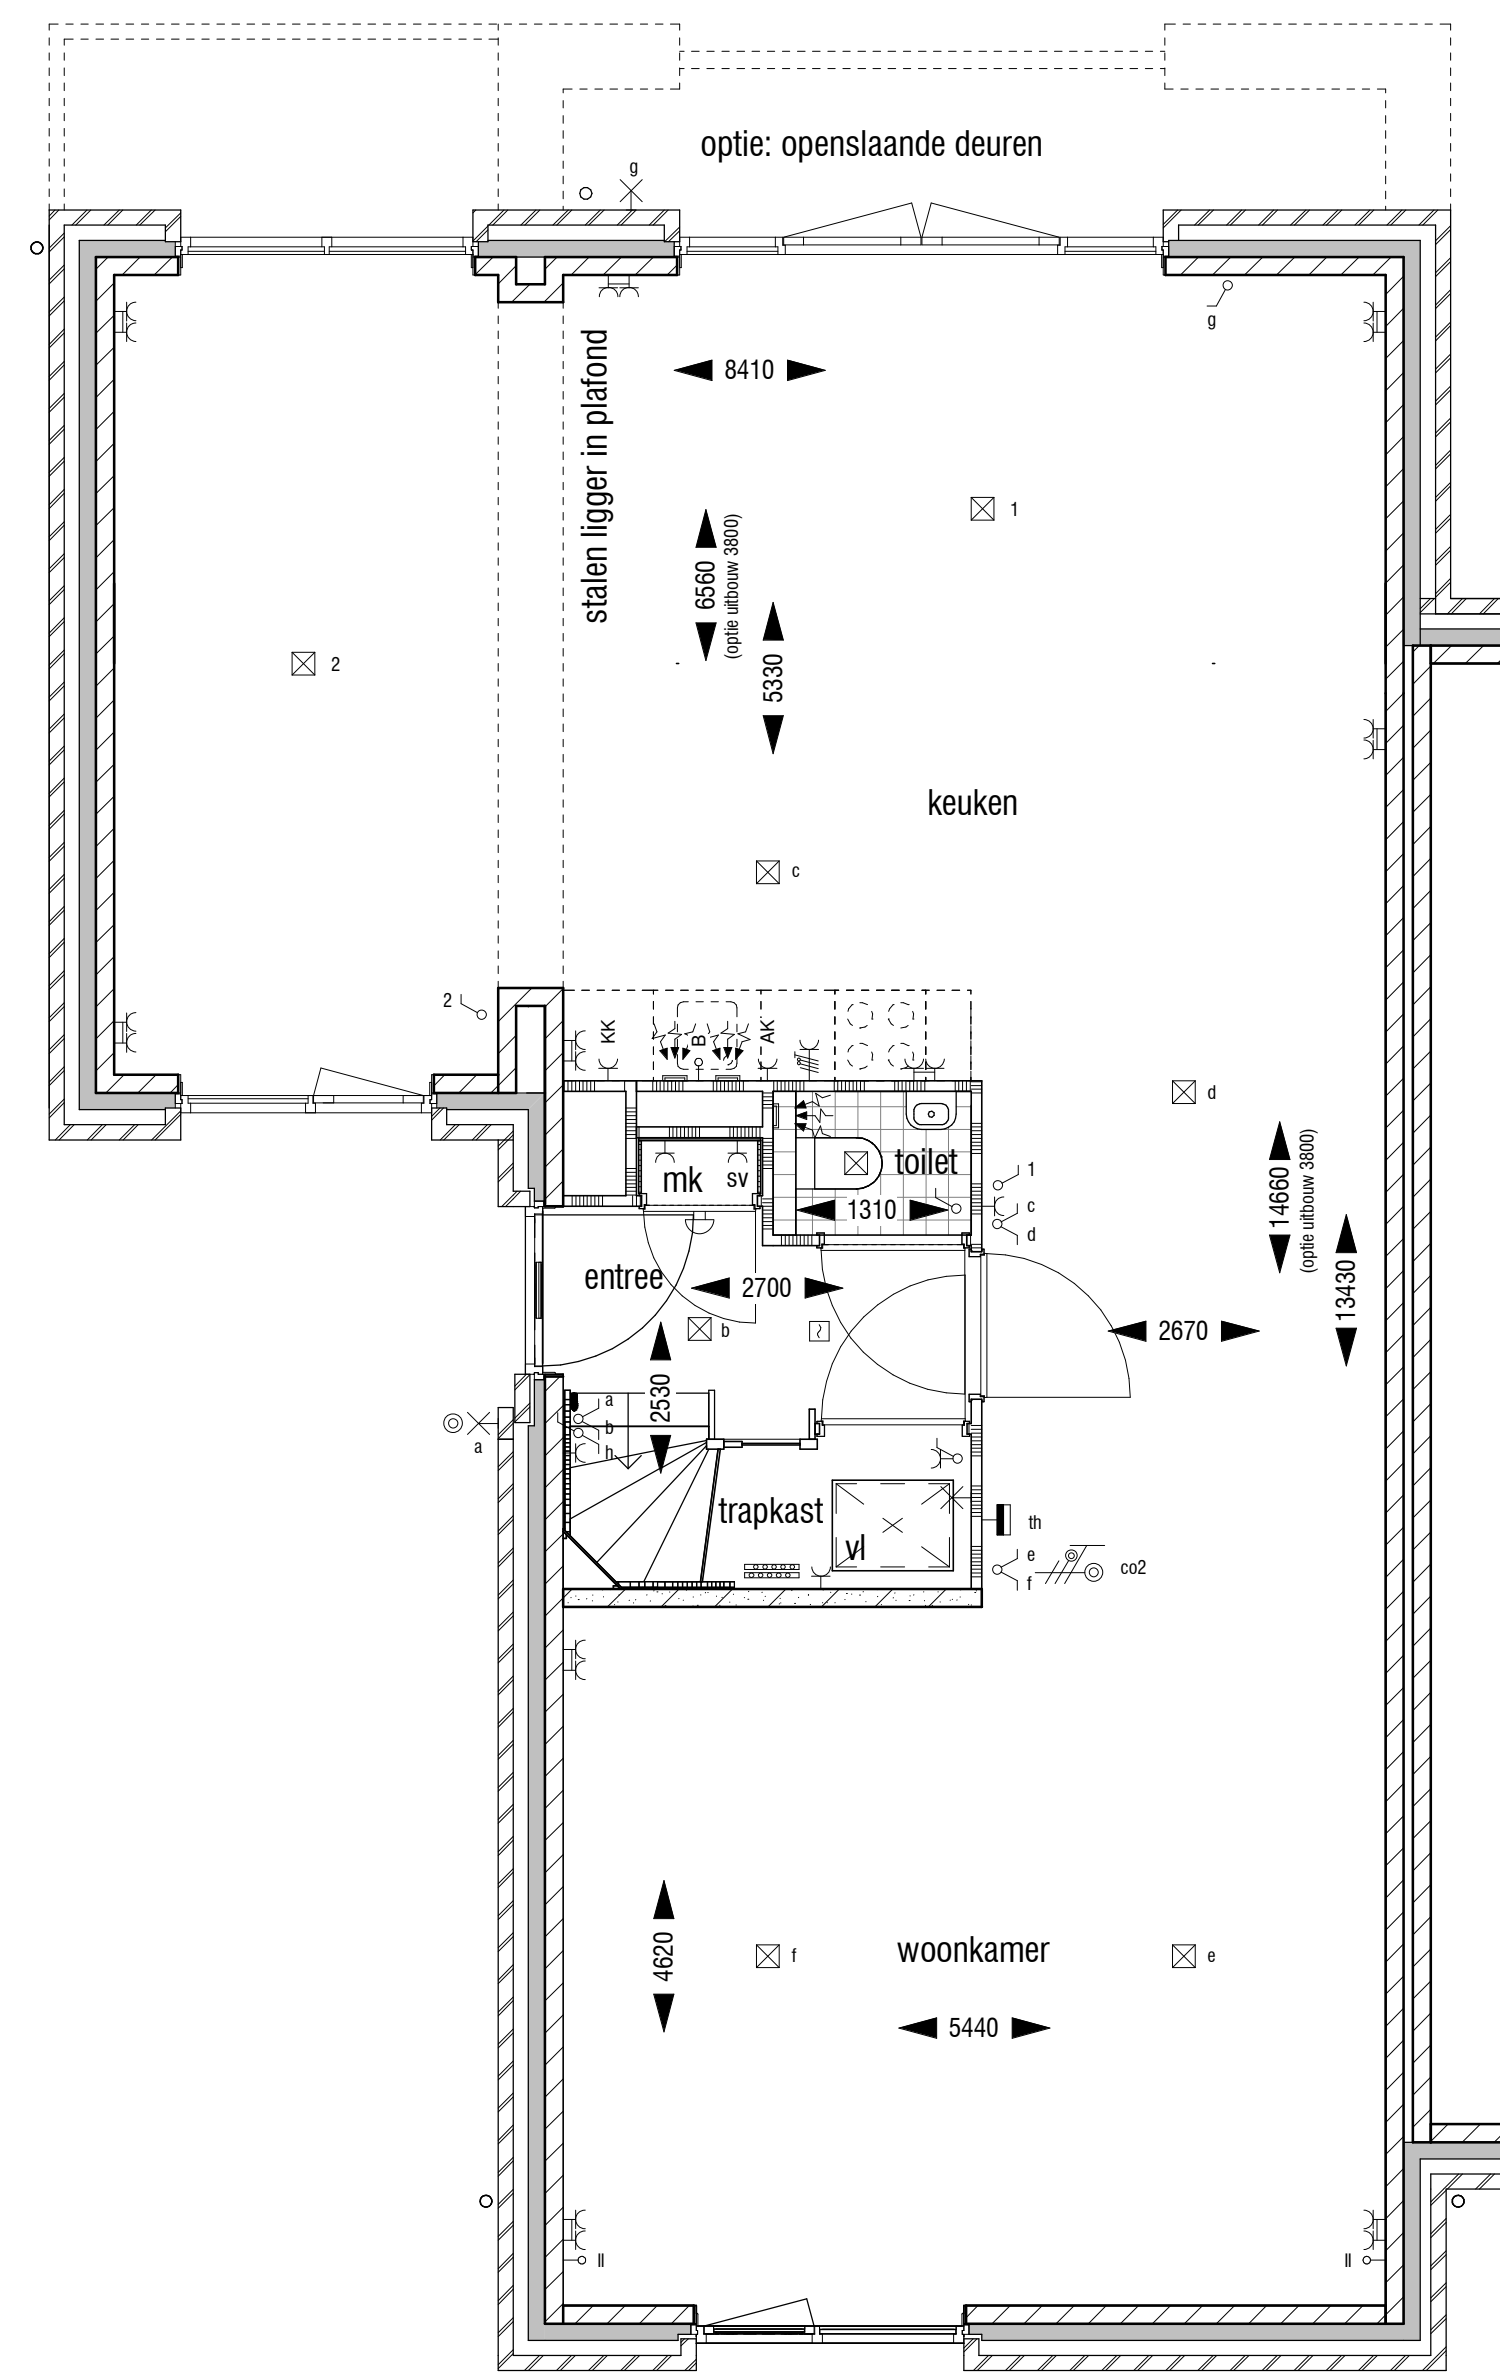 optie: openslaande deuren
g
g
8410
stalen ligger in plafond
1
6560
(optie uitbouw 3800)
5330
2
keuken
c
2
KK
B
AK
d
mk
sv
toilet
1310
1
c
d
14660
(optie uitbouw 3800)
13430
entree
2700
b
2670
2530
a
b
h
a
trapkast
vl
th
e
f
co2
4620
f
woonkamer
e
5440
II
II